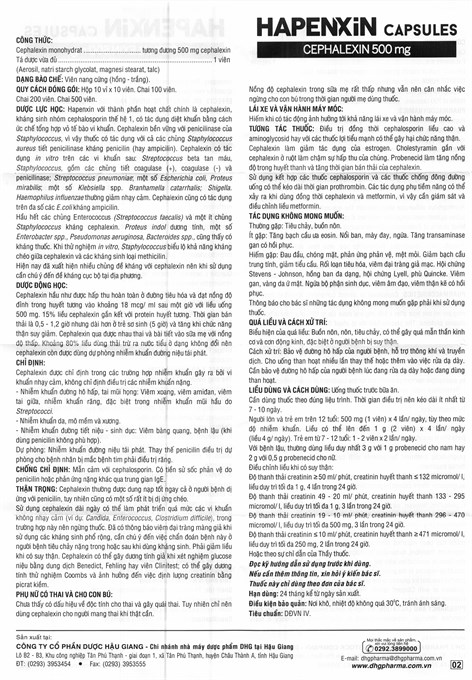 CÔNG THỨC:
Cephalexin monohydrat ........................ tương đương 500 mg cephalexin
Tá dược vừa đủ ........................................................ 1 viên
(Aerosil, natri starch glycolat, magnesi stearat, talc)
DẠNG BÀO CHẾ: Viên nang cứng (hồng - trắng).
QUY CÁCH ĐÓNG GÓI: Hộp 10 vỉ x 10 viên. Chai 100 viên.
Chai 200 viên. Chai 500 viên.
DƯỢC LỰC HỌC: Hapenxin với thành phần hoạt chất chính là cephalexin,
kháng sinh nhóm cephalosporin thế hệ 1, có tác dụng diệt khuẩn bằng cách
ức chế tổng hợp vỏ tế bào vi khuẩn. Cephalexin bền vững với penicilinase của
Staphylococcus, vì vậy thuốc có tác dụng với cả các chủng Staphylococcus
aureus tiết penicilinase kháng penicilin (hay ampicilin). Cephalexin có tác
dụng in vitro trên các vi khuẩn sau: Streptococcus beta tan máu,
Staphylococcus, gồm các chủng tiết coagulase (+), coagulase (-) và
penicilinase; Streptococcus pneumoniae; một số Escherichia coli, Proteus
mirabilis; một số Klebsiella spp. Branhamella catarrhalis; Shigella.
Haemophilus influenzae thường giảm nhạy cảm. Cephalexin cũng có tác dụng
trên đa số các E.coli kháng ampicilin.
Hầu hết các chủng Enterococcus (Streptococcus faecalis) và một ít chủng
Staphylococcus kháng cephalexin. Proteus indol dương tính, một số
Enterobacter spp., Pseudomonas aeruginosa, Bacteroides spp., cũng thấy có
kháng thuốc. Khi thử nghiệm in vitro, Staphylococcus biểu lộ khả năng kháng
chéo giữa cephalexin và các kháng sinh loại methicilin.
Hiện nay đã xuất hiện nhiều chủng đề kháng với cephalexin nên khi sử dụng
cần chú ý đến đề kháng cục bộ tại địa phương.
DƯỢC ĐỘNG HỌC:
Cephalexin hầu như được hấp thu hoàn toàn ở đường tiêu hóa và đạt nồng độ
đỉnh trong huyết tương vào khoảng 18 mcg/ ml sau một giờ với liều uống
500 mg. 15% liều cephalexin gắn kết với protein huyết tương. Thời gian bán
thải là 0,5 - 1,2 giờ nhưng dài hơn ở trẻ sơ sinh (5 giờ) và tăng khi chức năng
thận suy giảm. Cephalexin qua được nhau thai và bài tiết vào sữa mẹ với nồng
độ thấp. Khoảng 80% liều dùng thải ra nước tiểu ở dạng không đổi nên
cephalexin còn được dùng dự phòng nhiễm khuẩn đường niệu tái phát.
CHỈ ĐỊNH:
Cephalexin được chỉ định trong các trường hợp nhiễm khuẩn gây ra bởi vi
khuẩn nhạy cảm, không chỉ định điều trị các nhiễm khuẩn nặng.
- Nhiễm khuẩn đường hô hấp, tai mũi họng: Viêm xoang, viêm amidan, viêm
tai giữa, nhiễm khuẩn răng, đặc biệt trong nhiễm khuẩn mũi hầu do
Streptococci.
- Nhiễm khuẩn da, mô mềm và xương.
- Nhiễm khuẩn đường tiết niệu - sinh dục. Viêm bàng quang, bệnh lậu (khi
dùng penicilin không phù hợp).
Dự phòng: Nhiễm khuẩn đường niệu tái phát. Thay thế penicilin điều trị dự
phòng cho bệnh nhân bị mắc bệnh tim phải điều trị răng.
CHỐNG CHỈ ĐỊNH: Mẫn cảm với cephalosporin. Có tiền sử sốc phản vệ do
penicilin hoặc phản ứng nặng khác qua trung gian IgE.
THẬN TRỌNG: Cephalexin thường được dung nạp tốt ngay cả ở người bệnh dị
ứng với penicilin, tuy nhiên cũng có một số rất ít bị dị ứng chéo.
Sử dụng cephalexin dài ngày có thể làm phát triển quá mức các vi khuẩn
không nhạy cảm (ví dụ. Candida, Enterococcus, Clostridium difficile), trong
trường hợp này nên ngừng thuốc. Đã có thông báo viêm đại tràng màng giả khi
sử dụng các kháng sinh phổ rộng, cần chú ý đến việc chẩn đoán bệnh này ở
người bệnh tiêu chảy nặng trong hoặc sau khi dùng kháng sinh. Phải giảm liều
khi có suy thận. Cephalexin có thể gây dương tính giả khi xét nghiệm glucose
niệu bằng dung dịch Benedict, Fehling hay viên Clinitest; có thể gây dương
tính thử nghiệm Coombs và ảnh hưởng đến việc định lượng creatinin bằng
picrat kiềm.
PHỤ NỮ CÓ THAI VÀ CHO CON BÚ:
Chưa thấy có dấu hiệu về độc tính cho thai và gây quái thai. Tuy nhiên chỉ nên
dùng cephalexin cho người mang thai khi thật cần.
HAPENXiN CAPSULES
CEPHALEXIN 500 mg
Nồng độ cephalexin trong sữa mẹ rất thấp nhưng vẫn nên cân nhắc việc
ngừng cho con bú trong thời gian người mẹ dùng thuốc.
LÁI XE VÀ VẬN HÀNH MÁY MÓC:
Hiếm khi có tác động ảnh hưởng tới khả năng lái xe và vận hành máy móc.
TƯƠNG TÁC THUỐC: Điều trị đồng thời cephalosporin liều cao và
aminoglycosid hay với các thuốc lợi tiểu mạnh có thể gây hại chức năng thận.
Cephalexin làm giảm tác dụng của estrogen. Cholestyramin gắn với
cephalexin ở ruột làm chậm sự hấp thu của chúng. Probenecid làm tăng nồng
độ trong huyết thanh và tăng thời gian bán thải của cephalexin.
Sử dụng kết hợp các thuốc cephalosporin và các thuốc chống đông đường
uống có thể kéo dài thời gian prothrombin. Các tác dụng phụ tiềm năng có thể
xảy ra khi dùng đồng thời cephalexin và metformin, vì vậy cần giám sát và
điều chỉnh liều metformin.
TÁC DỤNG KHÔNG MONG MUỐN:
Thường gặp: Tiêu chảy, buồn nôn.
Ít gặp: Tăng bạch cầu ưa eosin. Nổi ban, mày đay, ngứa. Tăng transaminase
gan có hồi phục.
Hiếm gặp: Đau đầu, chóng mặt, phản ứng phản vệ, mệt mỏi. Giảm bạch cầu
trung tính, giảm tiểu cầu. Rối loạn tiêu hóa, viêm đại tràng giả mạc. Hội chứng
Stevens - Johnson, hồng ban đa dạng, hội chứng Lyell, phù Quincke. Viêm
gan, vàng da ứ mật. Ngứa bộ phận sinh dục, viêm âm đạo, viêm thận kẽ có hồi
phục.
Thông báo cho bác sĩ những tác dụng không mong muốn gặp phải khi sử dụng
thuốc.
QUÁ LIỀU VÀ CÁCH XỬ TRÍ:
Biểu hiện của quá liều: Buồn nôn, nôn, tiêu chảy, có thể gây quá mẫn thần kinh
cơ và cơn động kinh, đặc biệt ở người bệnh bị suy thận.
Cách xử trí: Bảo vệ đường hô hấp của người bệnh, hỗ trợ thông khí và truyền
dịch. Cho uống than hoạt nhiều lần thay thế hoặc thêm vào việc rửa dạ dày.
Cần bảo vệ đường hô hấp của người bệnh lúc đang rửa dạ dày hoặc đang dùng
than hoạt.
LIỀU DÙNG VÀ CÁCH DÙNG: Uống thuốc trước bữa ăn.
Cần dùng thuốc theo đúng liệu trình. Thời gian điều trị nên kéo dài ít nhất từ
7 - 10 ngày.
Người lớn và trẻ em trên 12 tuổi: 500 mg (1 viên) x 4 lần/ ngày, tùy theo mức
độ nhiễm khuẩn. Liều có thể lên đến 1 g (2 viên) x 4 lần/ ngày
(liều 4 g/ ngày). Trẻ em từ 7 - 12 tuổi: 1 - 2 viên x 2 lần/ ngày.
Với bệnh lậu, thường dùng liều duy nhất 3 g với 1 g probenecid cho nam hay
2 g với 0,5 g probenecid cho nữ.
Điều chỉnh liều khi có suy thận:
Độ thanh thải creatinin ≥ 50 ml/ phút, creatinin huyết thanh ≤ 132 micromol/ l,
liều duy trì tối đa 1 g, 4 lần trong 24 giờ.
Độ thanh thải creatinin 49 - 20 ml/ phút, creatinin huyết thanh 133 - 295
micromol/ l, liều duy trì tối đa 1 g, 3 lần trong 24 giờ.
Độ thanh thải creatinin 19 - 10 ml/ phút, creatinin huyết thanh 296 - 470
micromol/ l, liều duy trì tối đa 500 mg, 3 lần trong 24 giờ.
Độ thanh thải creatinin ≤ 10 ml/ phút, creatinin huyết thanh ≥ 471 micromol/ l,
liều duy trì tối đa 250 mg, 2 lần trong 24 giờ.
Hoặc theo sự chỉ dẫn của Thầy thuốc.
Đọc kỹ hướng dẫn sử dụng trước khi dùng.
Nếu cần thêm thông tin, xin hỏi ý kiến bác sĩ.
Thuốc này chỉ dùng theo đơn của bác sĩ.
Hạn dùng: 24 tháng kể từ ngày sản xuất.
Điều kiện bảo quản: Nơi khô, nhiệt độ không quá 30°C, tránh ánh sáng.
Tiêu chuẩn: DĐVN IV.
Sản xuất tại:
CÔNG TY CỔ PHẦN DƯỢC HẬU GIANG - Chi nhánh nhà máy dược phẩm DHG tại Hậu Giang
Lô B2 - B3, Khu công nghiệp Tân Phú Thạnh - giai đoạn 1, xã Tân Phú Thạnh, huyện Châu Thành A, tỉnh Hậu Giang
ĐT: (0293) 3953454 • Fax: (0293) 3953555
0292.3899000
E-mail: dhgpharma@dhgpharma.com.vn
www.dhgpharma.com.vn
02